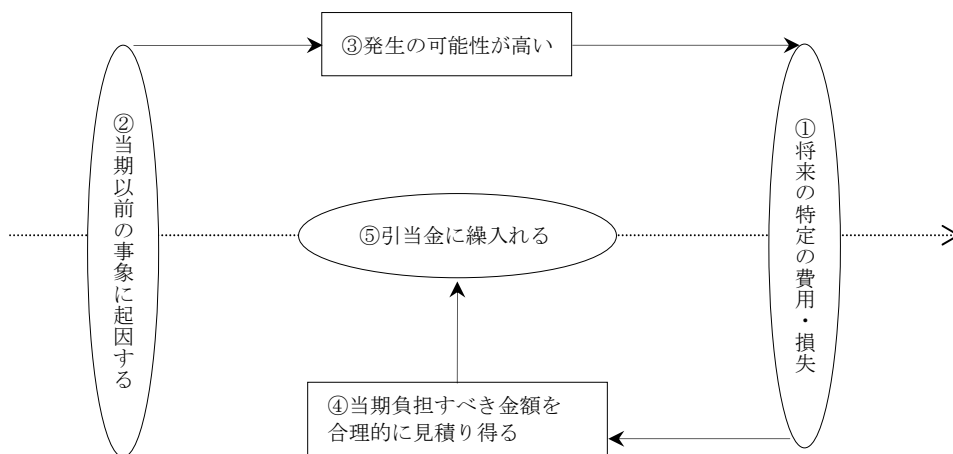 ③発生の可能性が高い
②当期以前の事象に起因する
①将来の特定の費用・損失
⑤引当金に繰入れる
④当期負担すべき金額を
合理的に見積り得る